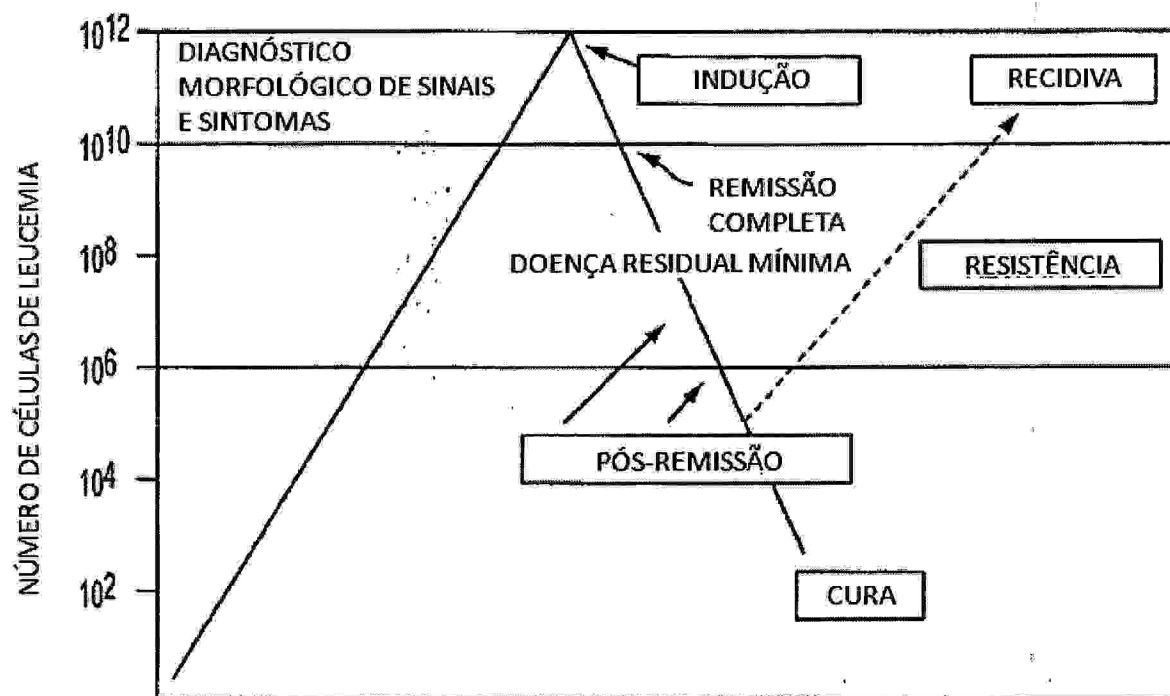 NÚMERO DE CÉLULAS DE LEUCEMIA
10¹²
10¹⁰
10⁸
10⁶
10⁴
10²
DIAGNÓSTICO
MORFOLÓGICO DE SINAIS
E SINTOMAS
INDUÇÃO
RECIDIVA
REMISSÃO
COMPLETA
DOENÇA RESIDUAL MÍNIMA
RESISTÊNCIA
PÓS-REMISSÃO
CURA